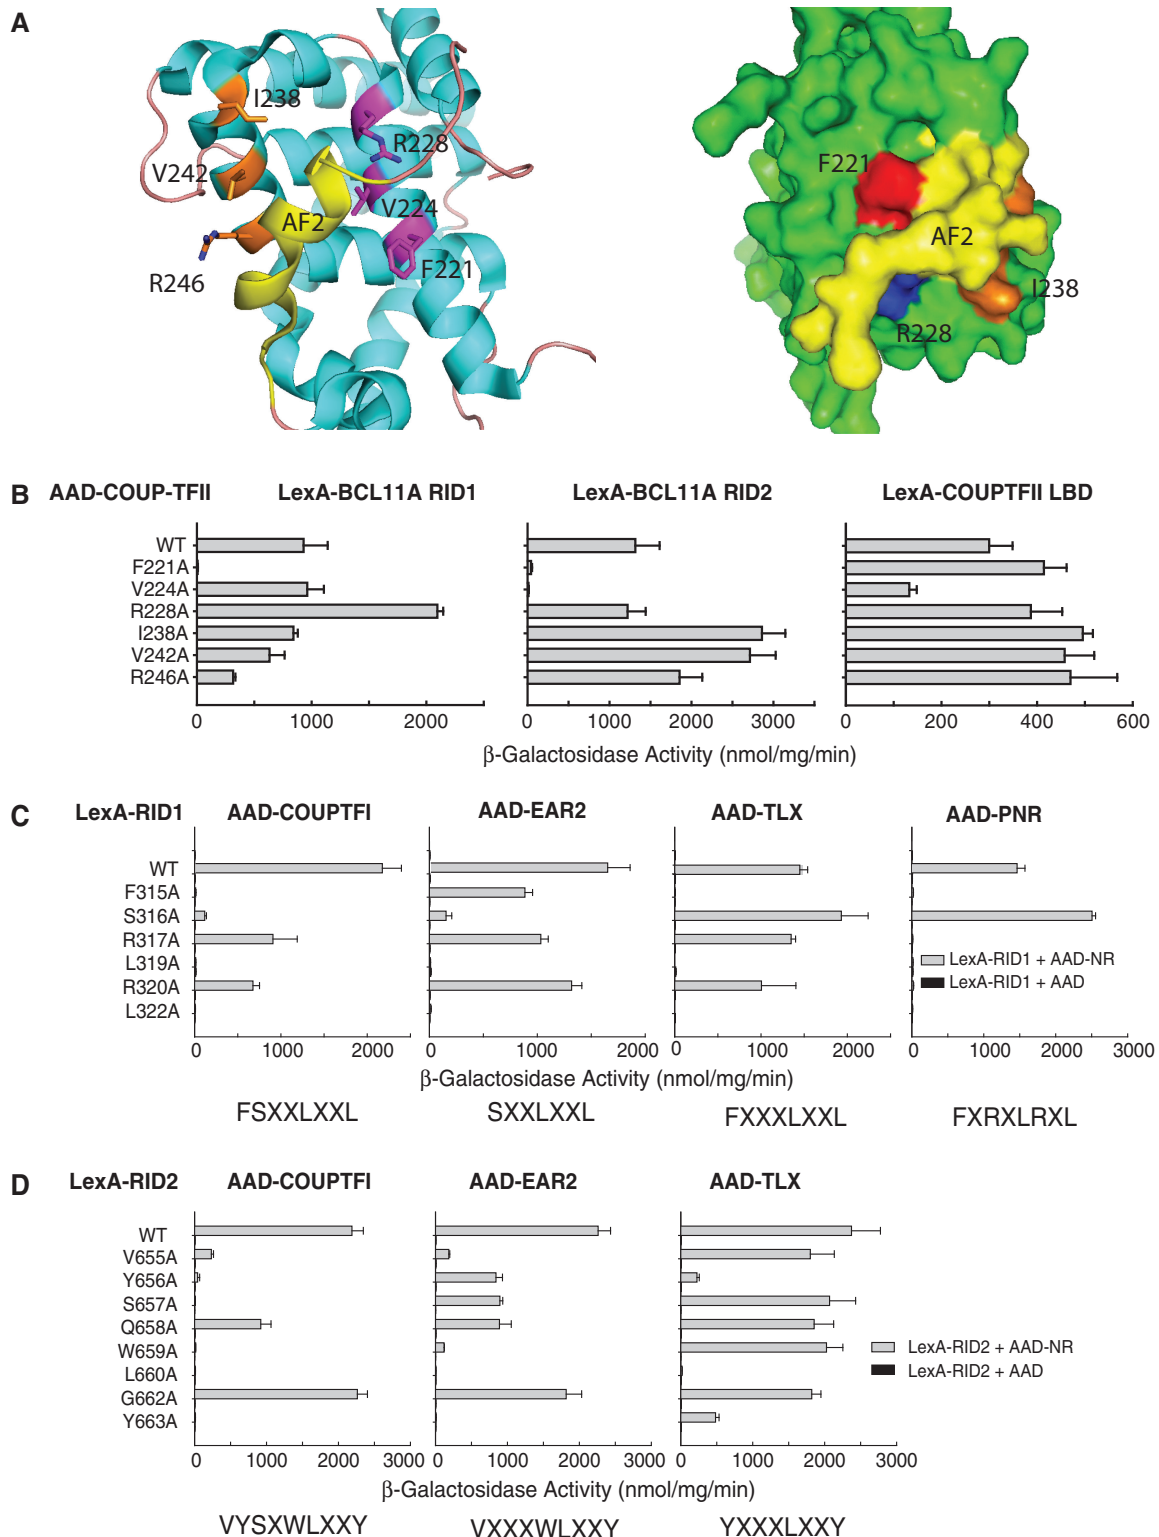 A
I238
R228
V242
V224
AF2
F221
R246
F221
AF2
I238
R228
B AAD-COUP-TFII LexA-BCL11A RID1 LexA-BCL11A RID2 LexA-COUPTFII LBD
WT
F221A
V224A
R228A
I238A
V242A
R246A
0 1000 2000 0 1000 2000 3000 0 200 400 600
β-Galactosidase Activity (nmol/mg/min)
C LexA-RID1 AAD-COUPTFI AAD-EAR2 AAD-TLX AAD-PNR
WT
F315A
S316A
R317A
L319A
R320A
L322A
LexA-RID1 + AAD-NR
LexA-RID1 + AAD
0 1000 2000 0 1000 2000 0 1000 2000 0 1000 2000 3000
β-Galactosidase Activity (nmol/mg/min)
FSXXLXXL SXXLXXL FXXXLXXL FXRXLRXL
D LexA-RID2 AAD-COUPTFI AAD-EAR2 AAD-TLX
WT
V655A
Y656A
S657A
Q658A
W659A
L660A
G662A
Y663A
LexA-RID2 + AAD-NR
LexA-RID2 + AAD
0 1000 2000 3000 0 1000 2000 3000 0 1000 2000 3000
β-Galactosidase Activity (nmol/mg/min)
VYSXWLXXY VXXXWLXXY YXXXLXXY